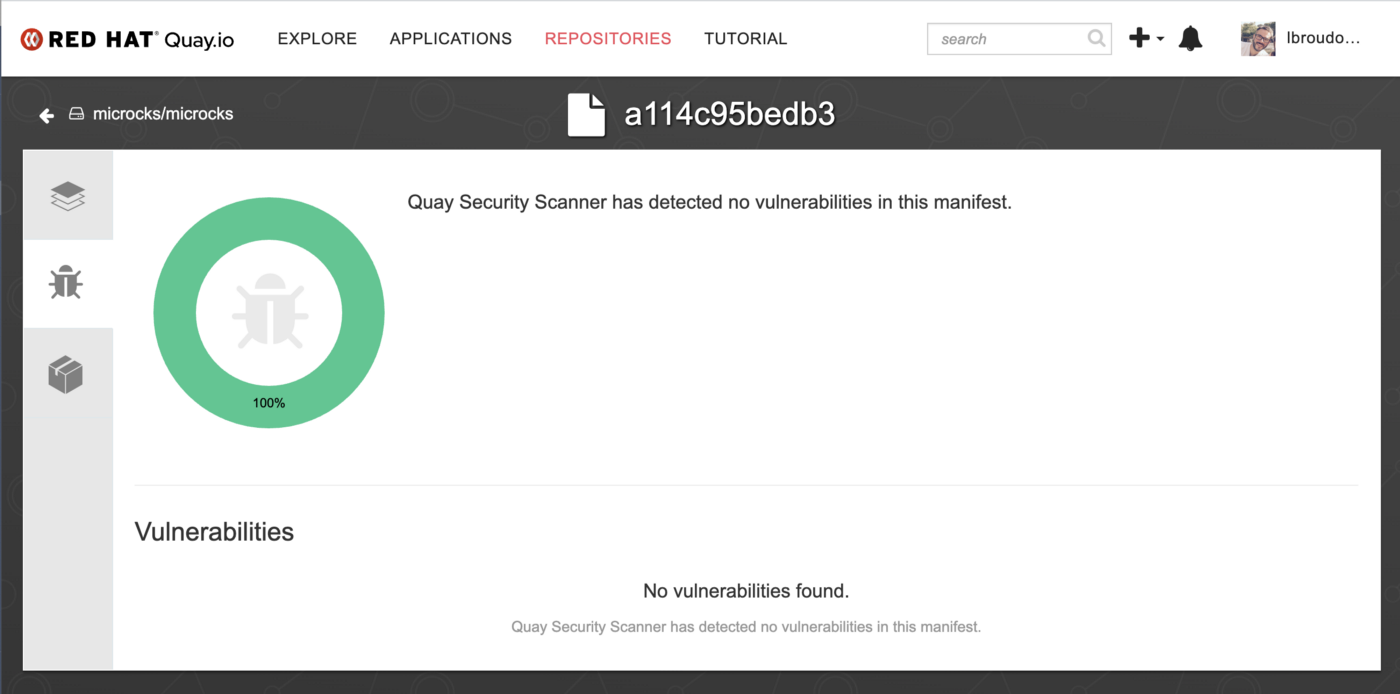 RED HAT® Quay.io
EXPLORE
APPLICATIONS
REPOSITORIES
TUTORIAL
search
lbroudo...
microcks/microcks
a114c95bedb3
Quay Security Scanner has detected no vulnerabilities in this manifest.
100%
Vulnerabilities
No vulnerabilities found.
Quay Security Scanner has detected no vulnerabilities in this manifest.